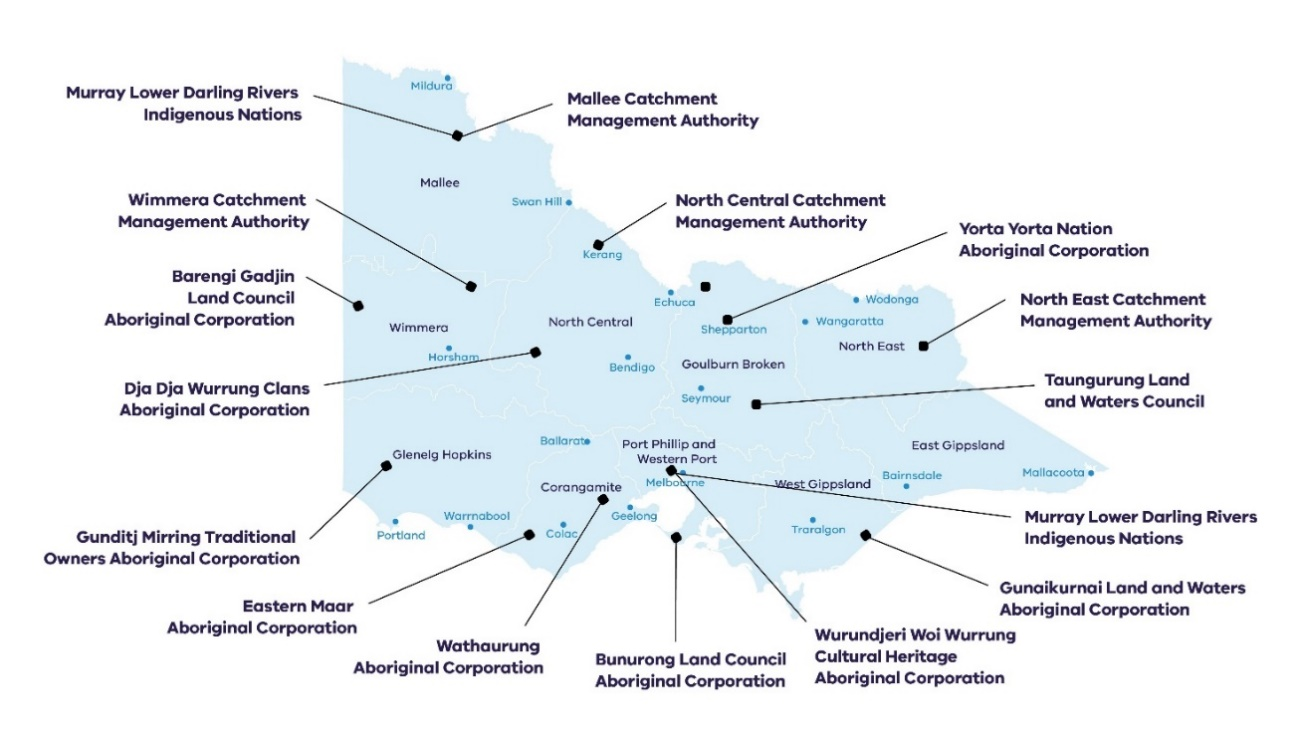 Mildura
Murray Lower Darling Rivers
Indigenous Nations
Mallee Catchment
Management Authority
Mallee
Wimmera Catchment
Management Authority
Swan Hill
North Central Catchment
Management Authority
Kerang
Yorta Yorta Nation
Aboriginal Corporation
Barengi Gadjin
Land Council
Aboriginal Corporation
Echuca
Wodonga
North East Catchment
Management Authority
Wimmera
North Central
Shepparton
Wangaratta
North East
Horsham
Bendigo
Goulburn Broken
Dja Dja Wurrung Clans
Aboriginal Corporation
Seymour
Taungurung Land
and Waters Council
Ballarat
Port Phillip and
Western Port
East Gippsland
Glenelg Hopkins
Melbourne
West Gippsland
Bairnsdale
Mallacoota
Corangamite
Geelong
Warrnabool
Portland
Colac
Traralgon
Murray Lower Darling Rivers
Indigenous Nations
Gunditj Mirring Traditional
Owners Aboriginal Corporation
Gunaikurnai Land and Waters
Aboriginal Corporation
Eastern Maar
Aboriginal Corporation
Wathaurung
Aboriginal Corporation
Bunurong Land Council
Aboriginal Corporation
Wurundjeri Woi Wurrung
Cultural Heritage
Aboriginal Corporation